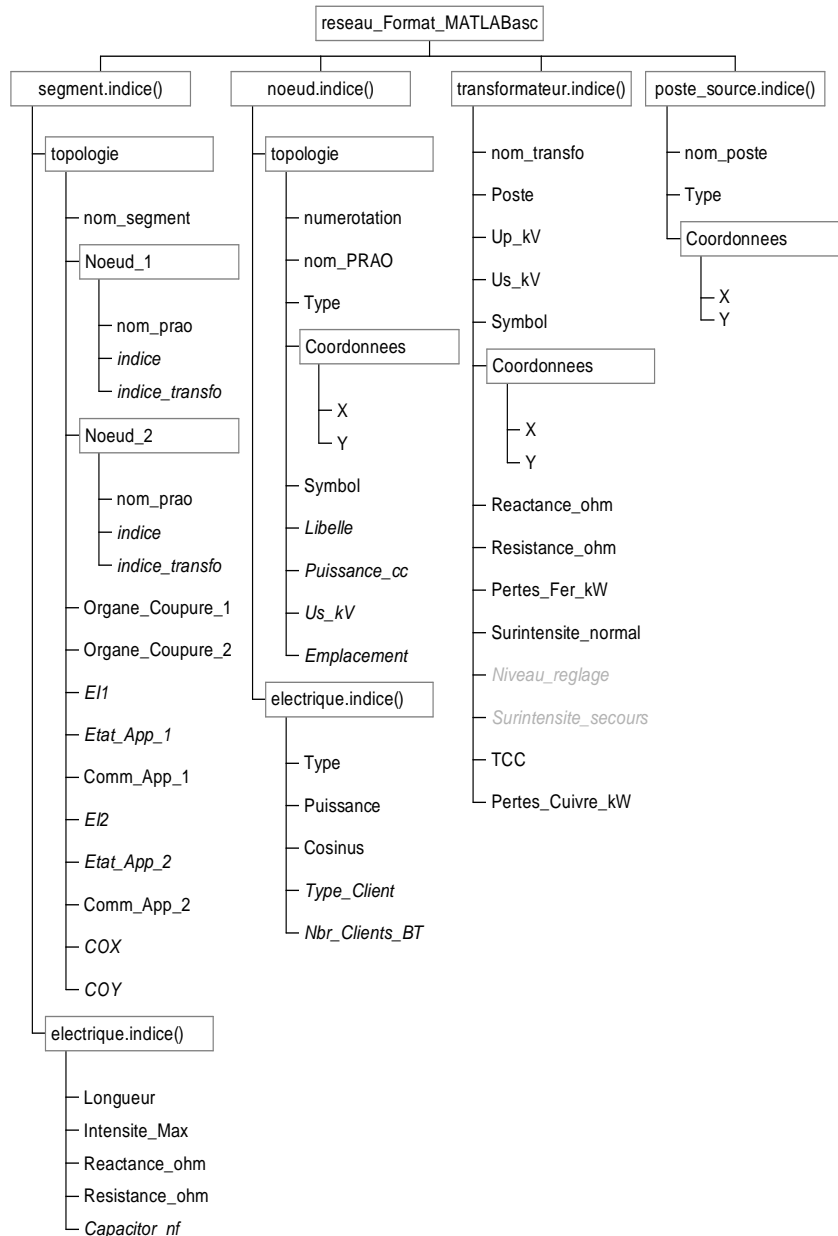 reseau_Format_MATLABasc
segment.indice()
topologie
nom_segment
Noeud_1
nom_prao
indice
indice_transfo
Noeud_2
nom_prao
indice
indice_transfo
Organe_Coupure_1
Organe_Coupure_2
EI1
Etat_App_1
Comm_App_1
EI2
Etat_App_2
Comm_App_2
COX
COY
electrique.indice()
Longueur
Intensite_Max
Reactance_ohm
Resistance_ohm
Capacitor_nf
noeud.indice()
topologie
numerotation
nom_PRAO
Type
Coordonnees
X
Y
Symbol
Libelle
Puissance_cc
Us_kV
Emplacement
electrique.indice()
Type
Puissance
Cosinus
Type_Client
Nbr_Clients_BT
transformateur.indice()
nom_transfo
Poste
Up_kV
Us_kV
Symbol
Coordonnees
X
Y
Reactance_ohm
Resistance_ohm
Pertes_Fer_kW
Surintensite_normal
Niveau_reglage
Surintensite_secours
TCC
Pertes_Cuivre_kW
poste_source.indice()
nom_poste
Type
Coordonnees
X
Y